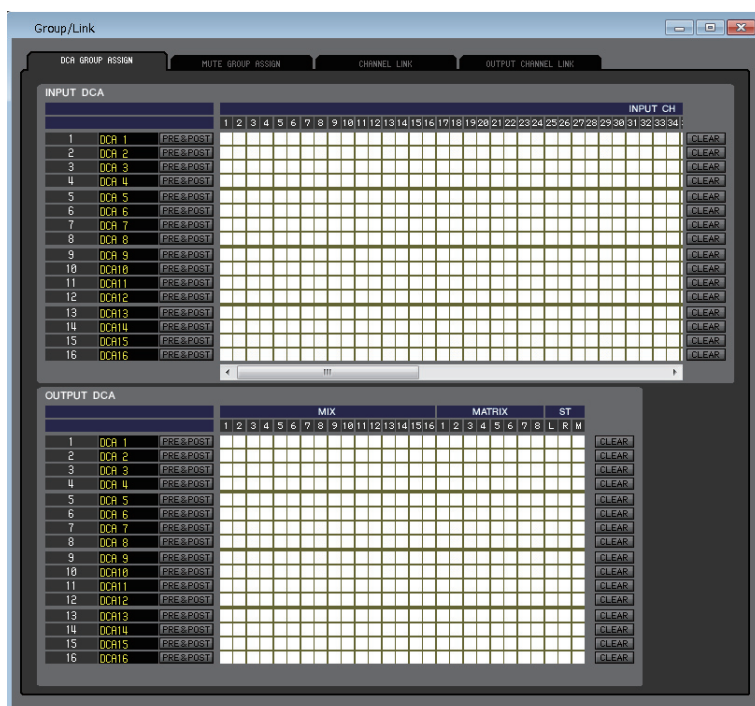 Group/Link
DCA GROUP ASSIGN MUTE GROUP ASSIGN CHANNEL LINK OUTPUT CHANNEL LINK
INPUT DCA
INPUT CH
1 2 3 4 5 6 7 8 9 10 11 12 13 14 15 16 17 18 19 20 21 22 23 24 25 26 27 28 29 30 31 32 33 34
1 DCA 1 PRE&POST CLEAR
2 DCA 2 PRE&POST CLEAR
3 DCA 3 PRE&POST CLEAR
4 DCA 4 PRE&POST CLEAR
5 DCA 5 PRE&POST CLEAR
6 DCA 6 PRE&POST CLEAR
7 DCA 7 PRE&POST CLEAR
8 DCA 8 PRE&POST CLEAR
9 DCA 9 PRE&POST CLEAR
10 DCA10 PRE&POST CLEAR
11 DCA11 PRE&POST CLEAR
12 DCA12 PRE&POST CLEAR
13 DCA13 PRE&POST CLEAR
14 DCA14 PRE&POST CLEAR
15 DCA15 PRE&POST CLEAR
16 DCA16 PRE&POST CLEAR
OUTPUT DCA
MIX MATRIX ST
1 2 3 4 5 6 7 8 9 10 11 12 13 14 15 16 1 2 3 4 5 6 7 8 L R M
1 DCA 1 PRE&POST CLEAR
2 DCA 2 PRE&POST CLEAR
3 DCA 3 PRE&POST CLEAR
4 DCA 4 PRE&POST CLEAR
5 DCA 5 PRE&POST CLEAR
6 DCA 6 PRE&POST CLEAR
7 DCA 7 PRE&POST CLEAR
8 DCA 8 PRE&POST CLEAR
9 DCA 9 PRE&POST CLEAR
10 DCA10 PRE&POST CLEAR
11 DCA11 PRE&POST CLEAR
12 DCA12 PRE&POST CLEAR
13 DCA13 PRE&POST CLEAR
14 DCA14 PRE&POST CLEAR
15 DCA15 PRE&POST CLEAR
16 DCA16 PRE&POST CLEAR